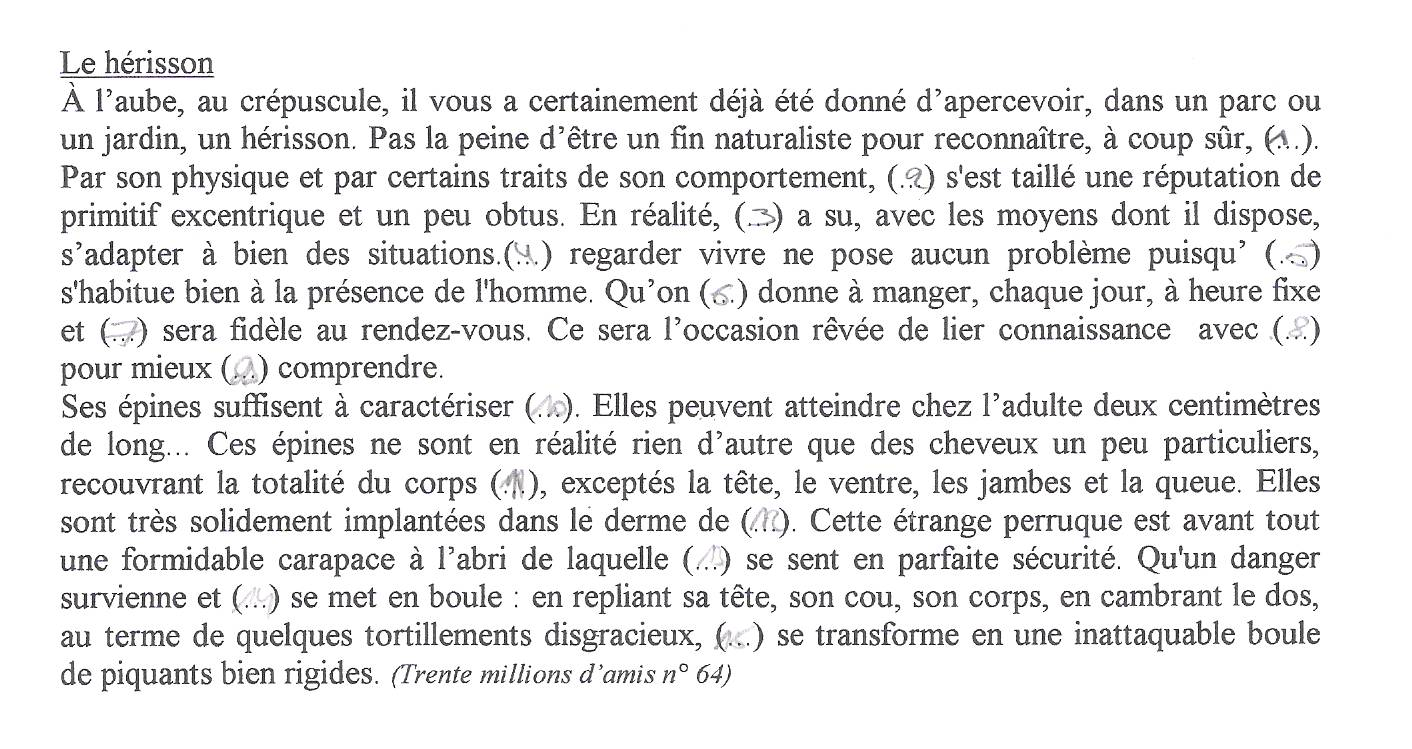 Le hérisson
À l’aube, au crépuscule, il vous a certainement déjà été donné d’apercevoir, dans un parc ou
un jardin, un hérisson. Pas la peine d’être un fin naturaliste pour reconnaître, à coup sûr, (1..).
Par son physique et par certains traits de son comportement, (.2) s'est taillé une réputation de
primitif excentrique et un peu obtus. En réalité, (.3) a su, avec les moyens dont il dispose,
s’adapter à bien des situations.(4.) regarder vivre ne pose aucun problème puisqu’ (.5)
s'habitue bien à la présence de l'homme. Qu’on (6.) donne à manger, chaque jour, à heure fixe
et (7) sera fidèle au rendez-vous. Ce sera l’occasion rêvée de lier connaissance avec (.8.)
pour mieux (9) comprendre.
Ses épines suffisent à caractériser (10). Elles peuvent atteindre chez l’adulte deux centimètres
de long... Ces épines ne sont en réalité rien d’autre que des cheveux un peu particuliers,
recouvrant la totalité du corps (11), exceptés la tête, le ventre, les jambes et la queue. Elles
sont très solidement implantées dans le derme de (12). Cette étrange perruque est avant tout
une formidable carapace à l’abri de laquelle (13) se sent en parfaite sécurité. Qu'un danger
survienne et (14) se met en boule : en repliant sa tête, son cou, son corps, en cambrant le dos,
au terme de quelques tortillements disgracieux, (15) se transforme en une inattaquable boule
de piquants bien rigides. (Trente millions d’amis n° 64)